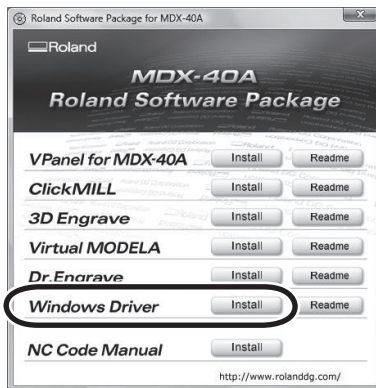 Roland Software Package for MDX-40A
Roland
MDX-40A
Roland Software Package
VPanel for MDX-40A Install Readme
ClickMILL Install Readme
3D Engrave Install Readme
Virtual MODELA Install Readme
Dr.Engrave Install Readme
Windows Driver Install Readme
NC Code Manual Install
http://www.rolanddg.com/